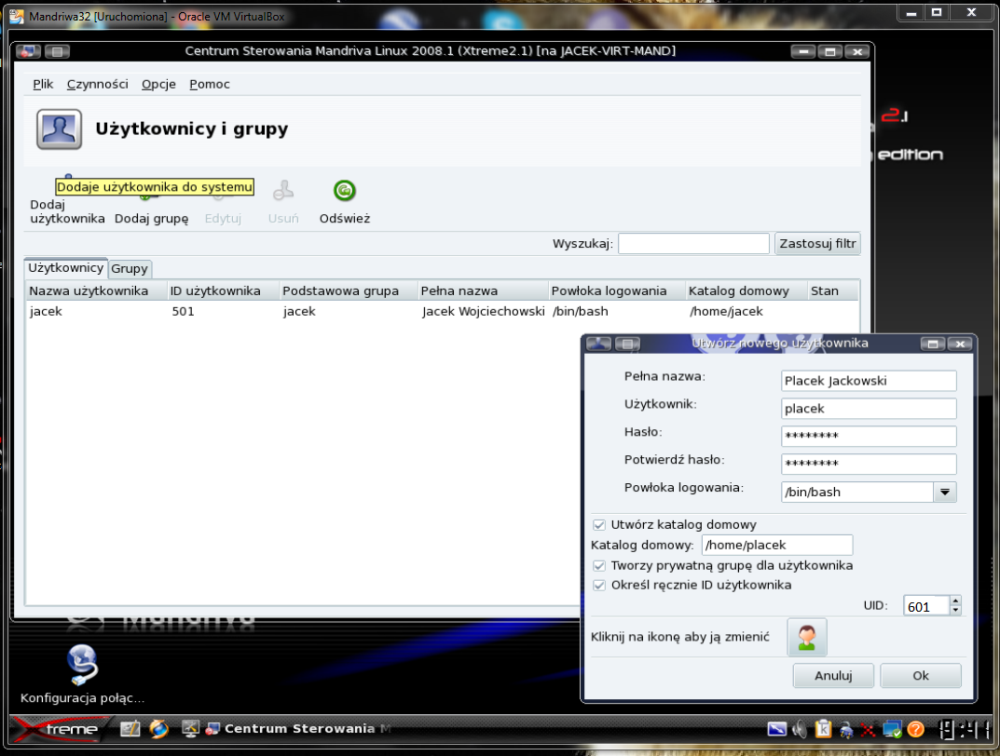 Mandriwa32 [Uruchomiona] - Oracle VM VirtualBox
Centrum Sterowania Mandriva Linux 2008.1 (Xtreme2.1) [na JACEK-VIRT-MAND]
Plik Czynności Opcje Pomoc
2.1
edition
Użytkownicy i grupy
Dodaje użytkownika do systemu
Dodaj
użytkownika Dodaj grupę Edytuj Usuń Odśwież
Wyszukaj: Zastosuj filtr
Użytkownicy Grupy
Nazwa użytkownika ID użytkownika Podstawowa grupa Pełna nazwa Powłoka logowania Katalog domowy Stan
jacek 501 jacek Jacek Wojciechowski /bin/bash /home/jacek
Utwórz nowego użytkownika
Pełna nazwa: Placek Jackowski
Użytkownik: placek
Hasło: ********
Potwierdź hasło: ********
Powłoka logowania: /bin/bash
Utwórz katalog domowy
Katalog domowy: /home/placek
Tworzy prywatną grupę dla użytkownika
Określ ręcznie ID użytkownika
UID: 601
Kliknij na ikonę aby ją zmienić
Anuluj Ok
Mandriva
Konfiguracja połąc...
Xtreme Centrum Sterowania M 19:41